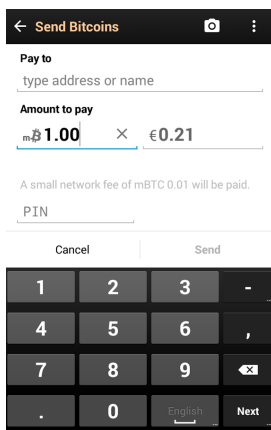 Send Bitcoins
Pay to
type address or name
Amount to pay
m₿ 1.00 × € 0.21
A small network fee of mBTC 0.01 will be paid.
PIN
Cancel Send
1 2 3 -
4 5 6 ,
7 8 9
. 0 English Next